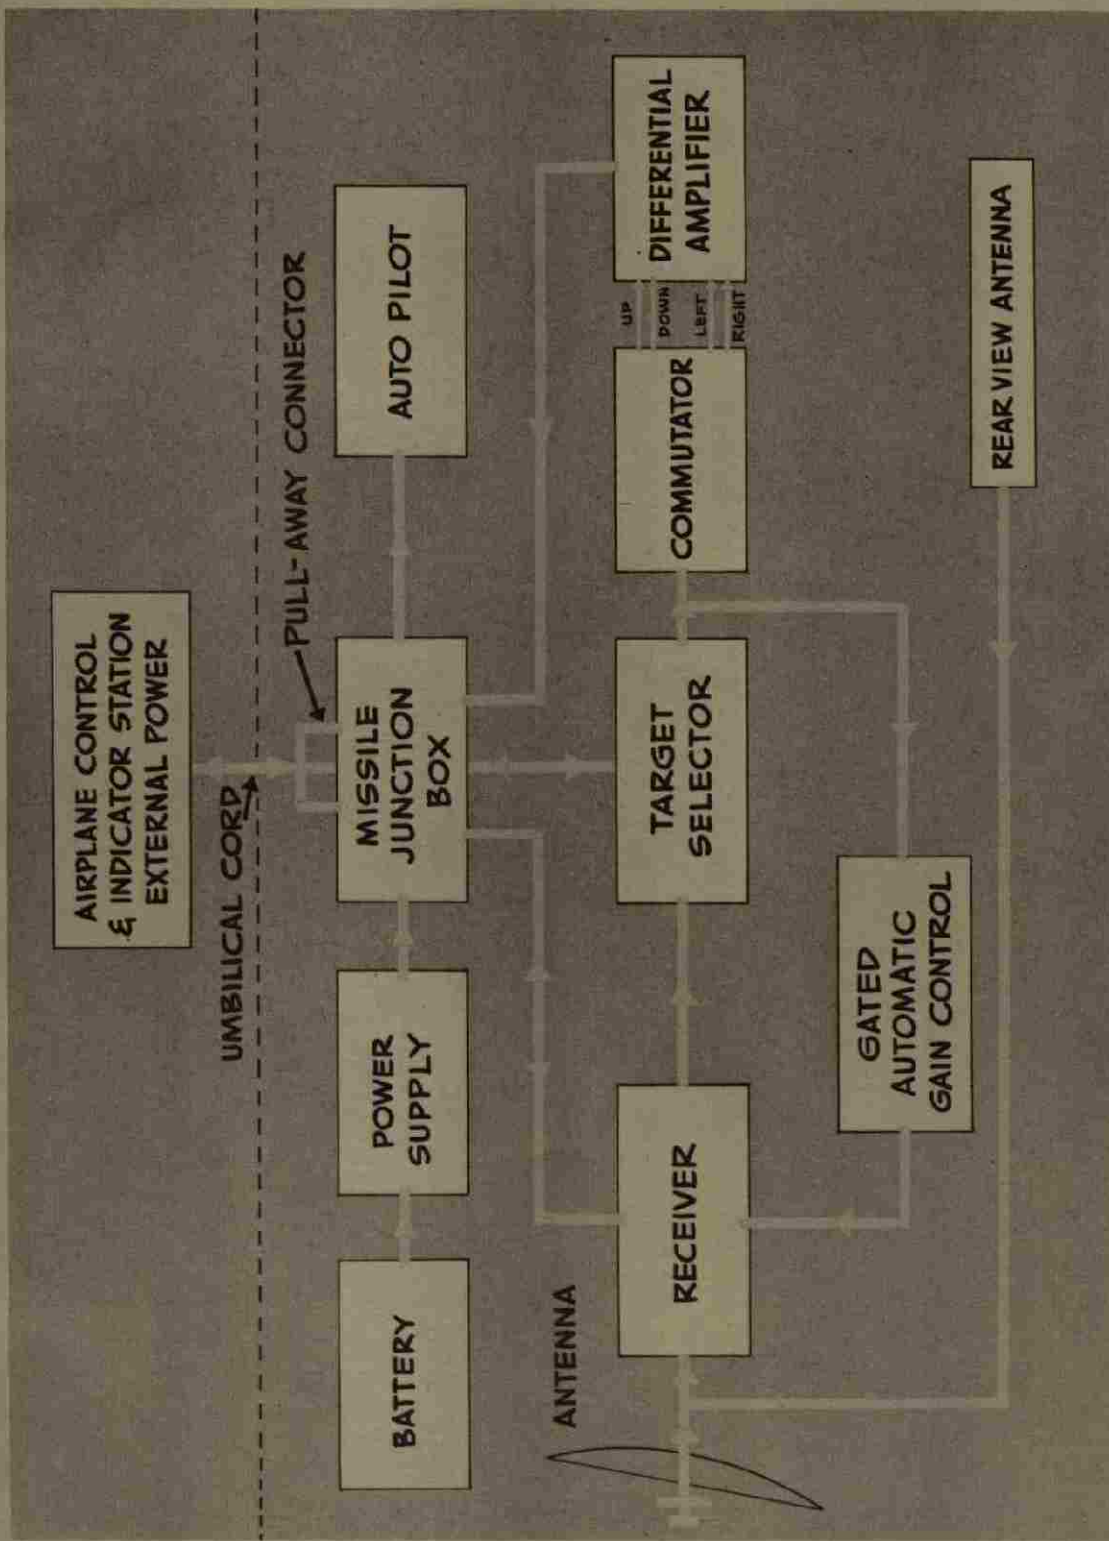 AIRPLANE CONTROL
& INDICATOR STATION
EXTERNAL POWER
UMBILICAL CORD
PULL-AWAY CONNECTOR
BATTERY
POWER
SUPPLY
MISSILE
JUNCTION
BOX
AUTO PILOT
ANTENNA
RECEIVER
TARGET
SELECTOR
COMMUTATOR
UP
DOWN
LEFT
RIGHT
DIFFERENTIAL
AMPLIFIER
GATED
AUTOMATIC
GAIN CONTROL
REAR VIEW ANTENNA